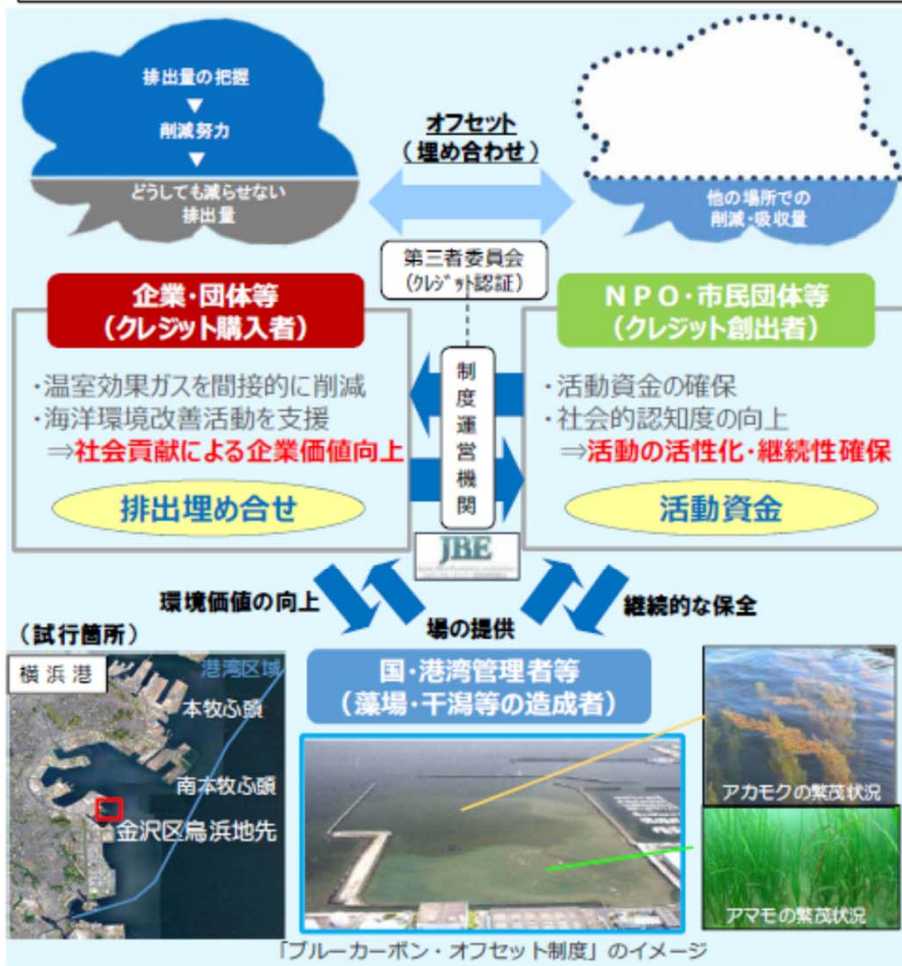 排出量の把握
▼
削減努力
▼
どうしても減らせない
排出量
オフセット
(埋め合わせ)
他の場所での
削減・吸収量
第三者委員会
(クレジット認証)
企業・団体等
(クレジット購入者)
NPO・市民団体等
(クレジット創出者)
・温室効果ガスを間接的に削減
・海洋環境改善活動を支援
⇒社会貢献による企業価値向上
排出埋め合せ
制度運営機関
・活動資金の確保
・社会的認知度の向上
⇒活動の活性化・継続性確保
活動資金
JBE
環境価値の向上
場の提供
継続的な保全
(試行箇所)
横浜港
港湾区域
本牧ふ頭
南本牧ふ頭
金沢区鳥浜地先
国・港湾管理者等
(藻場・干潟等の造成者)
アカモクの繁茂状況
アマモの繁茂状況
「ブルーカーボン・オフセット制度」のイメージ